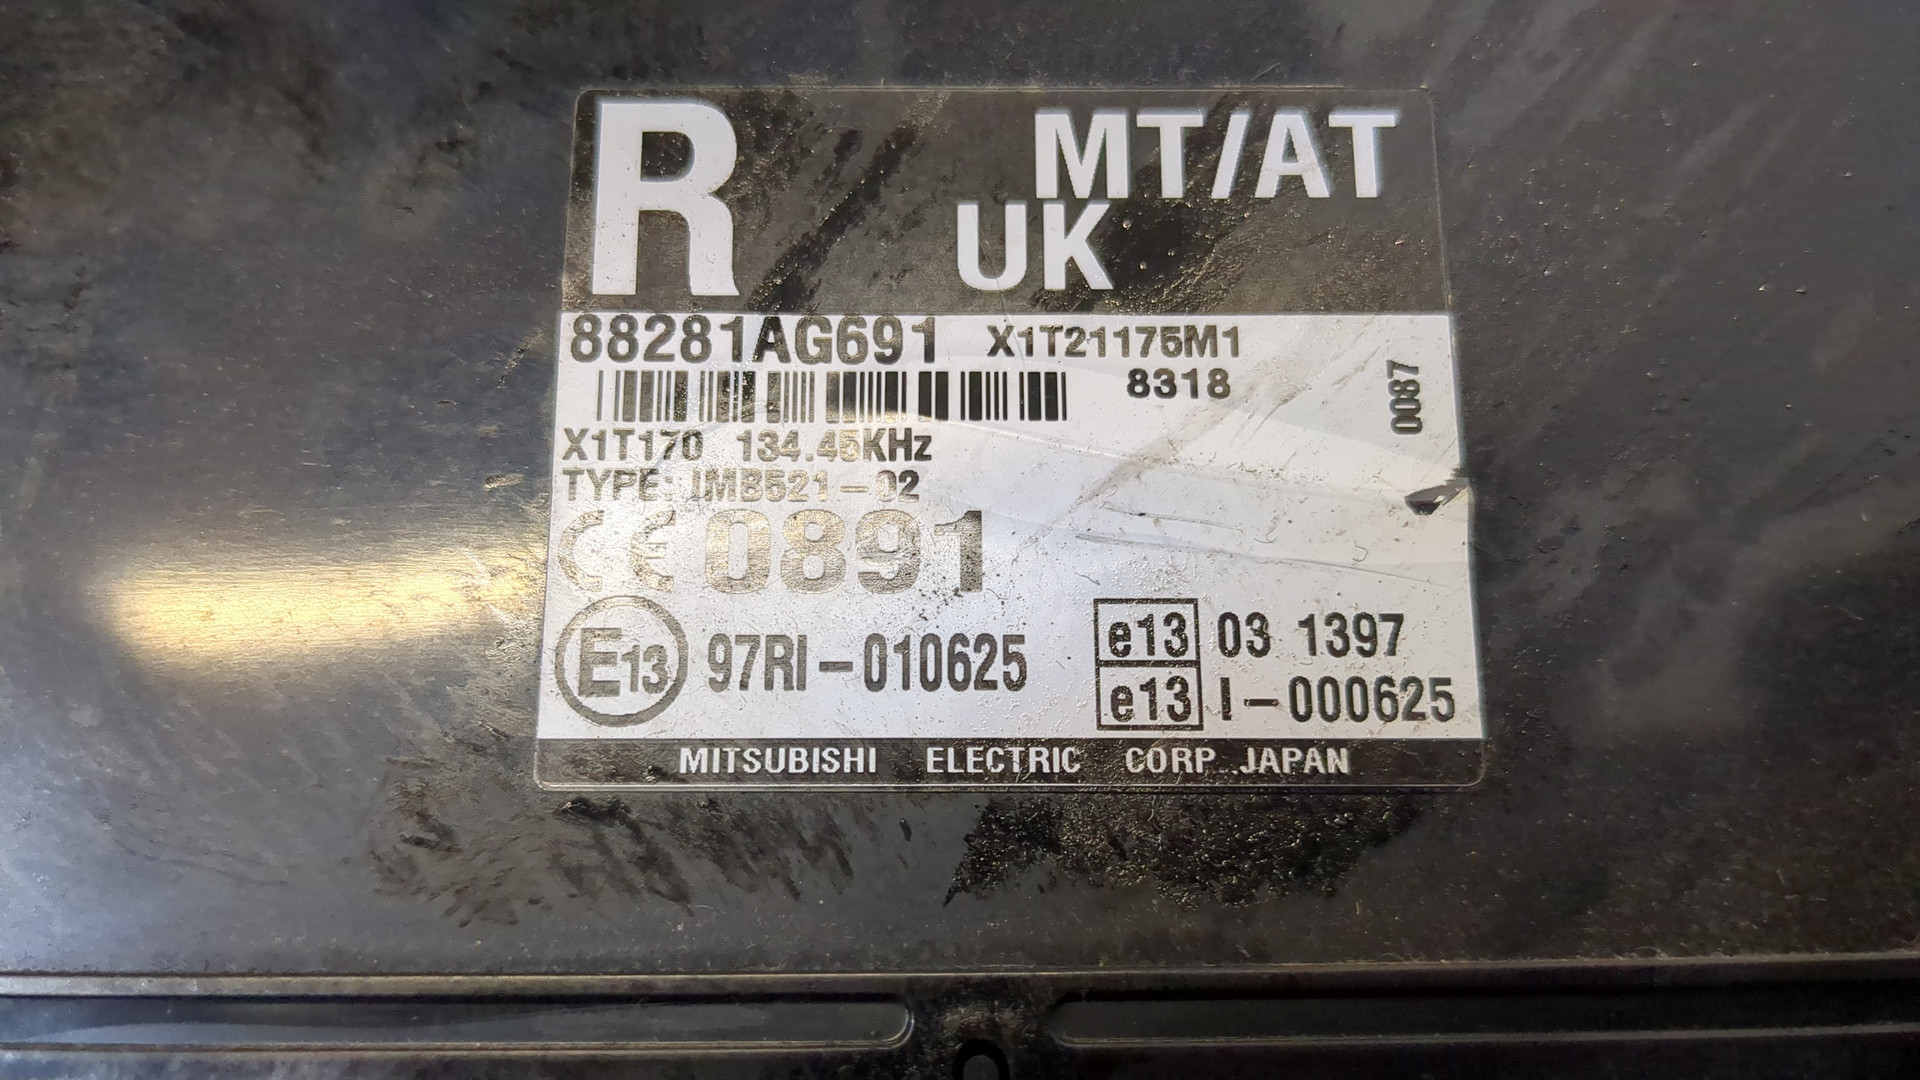 R MT/AT
UK
88281AG691 X1T21175M1
8318
0087
X1T170 134.45KHz
TYPE: IMB521-02
CE 0891
E13 97RI-010625
e13 03 1397
e13 I-000625
MITSUBISHI ELECTRIC CORP. JAPAN